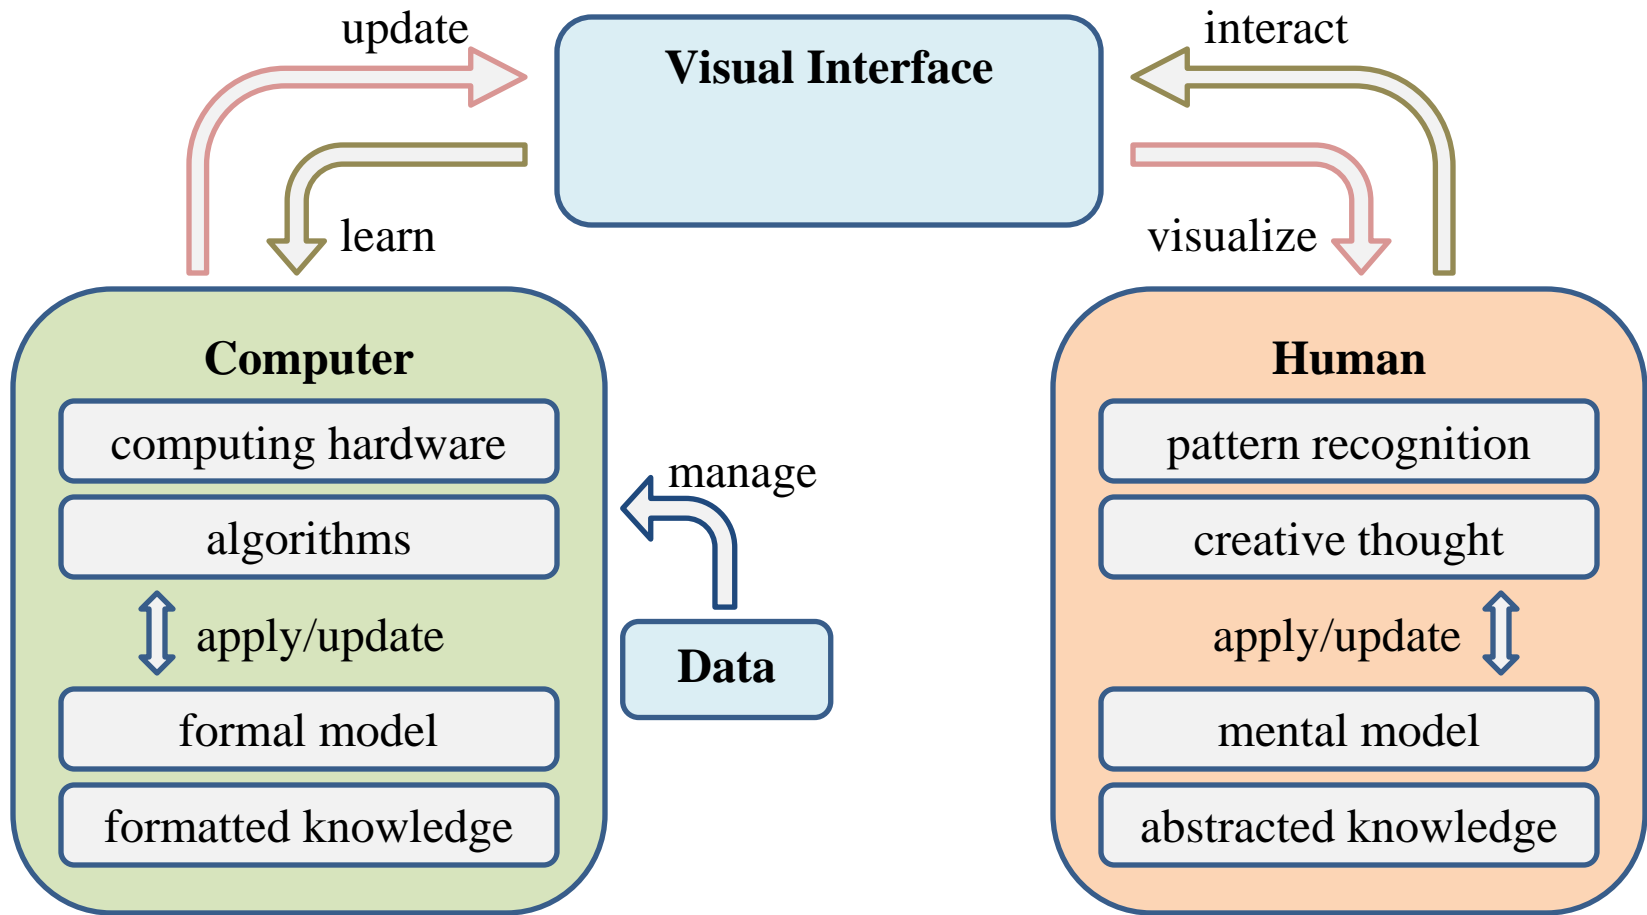 update
Visual Interface
interact
learn
visualize
Computer
computing hardware
algorithms
apply/update
formal model
formatted knowledge
manage
Data
Human
pattern recognition
creative thought
apply/update
mental model
abstracted knowledge